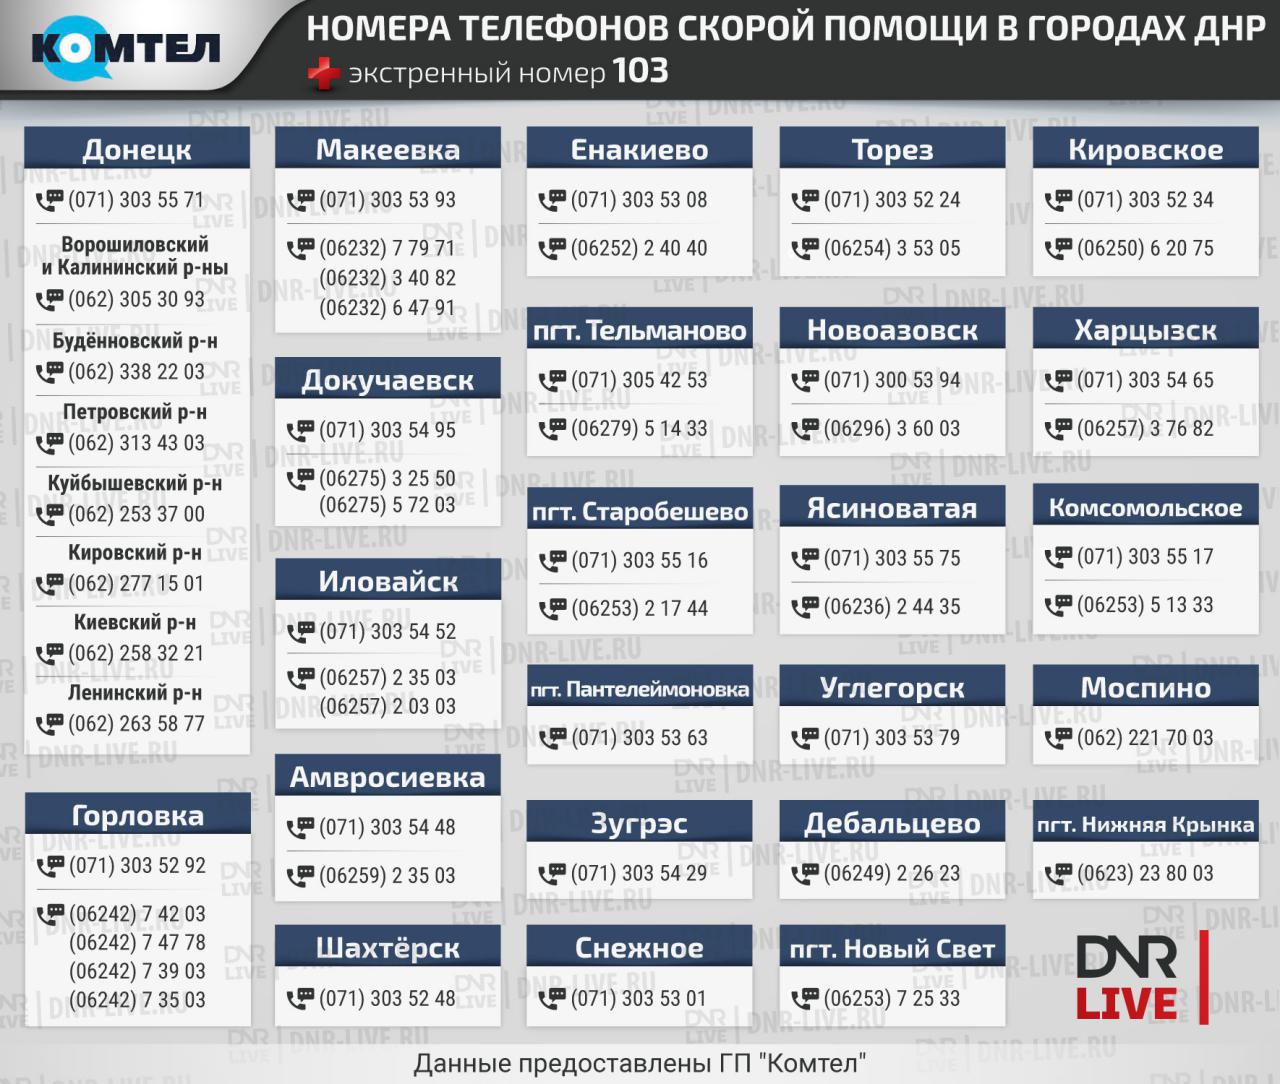 КОМТЕЛ
НОМЕРА ТЕЛЕФОНОВ СКОРОЙ ПОМОЩИ В ГОРОДАХ ДНР
экстренный номер 103
Донецк
(071) 303 55 71
Ворошиловский
и Калининский р-ны
(062) 305 30 93
Будённовский р-н
(062) 338 22 03
Петровский р-н
(062) 313 43 03
Куйбышевский р-н
(062) 253 37 00
Кировский р-н
(062) 277 15 01
Киевский р-н
(062) 258 32 21
Ленинский р-н
(062) 263 58 77
Горловка
(071) 303 52 92
(06242) 7 42 03
(06242) 7 47 78
(06242) 7 39 03
(06242) 7 35 03
Макеевка
(071) 303 53 93
(06232) 7 79 71
(06232) 3 40 82
(06232) 6 47 91
Докучаевск
(071) 303 54 95
(06275) 3 25 50
(06275) 5 72 03
Иловайск
(071) 303 54 52
(06257) 2 35 03
(06257) 2 03 03
Амвросиевка
(071) 303 54 48
(06259) 2 35 03
Шахтёрск
(071) 303 52 48
Енакиево
(071) 303 53 08
(06252) 2 40 40
пгт. Тельманово
(071) 305 42 53
(06279) 5 14 33
пгт. Старобешево
(071) 303 55 16
(06253) 2 17 44
пгт. Пантелеймоновка
(071) 303 53 63
Зугрэс
(071) 303 54 29
Снежное
(071) 303 53 01
Торез
(071) 303 52 24
(06254) 3 53 05
Новоазовск
(071) 300 53 94
(06296) 3 60 03
Ясиноватая
(071) 303 55 75
(06236) 2 44 35
Углегорск
(071) 303 53 79
Дебальцево
(06249) 2 26 23
пгт. Новый Свет
(06253) 7 25 33
Кировское
(071) 303 52 34
(06250) 6 20 75
Харцызск
(071) 303 54 65
(06257) 3 76 82
Комсомольское
(071) 303 55 17
(06253) 5 13 33
Моспино
(062) 221 70 03
пгт. Нижняя Крынка
(0623) 23 80 03
DNR
LIVE
Данные предоставлены ГП "Комтел"